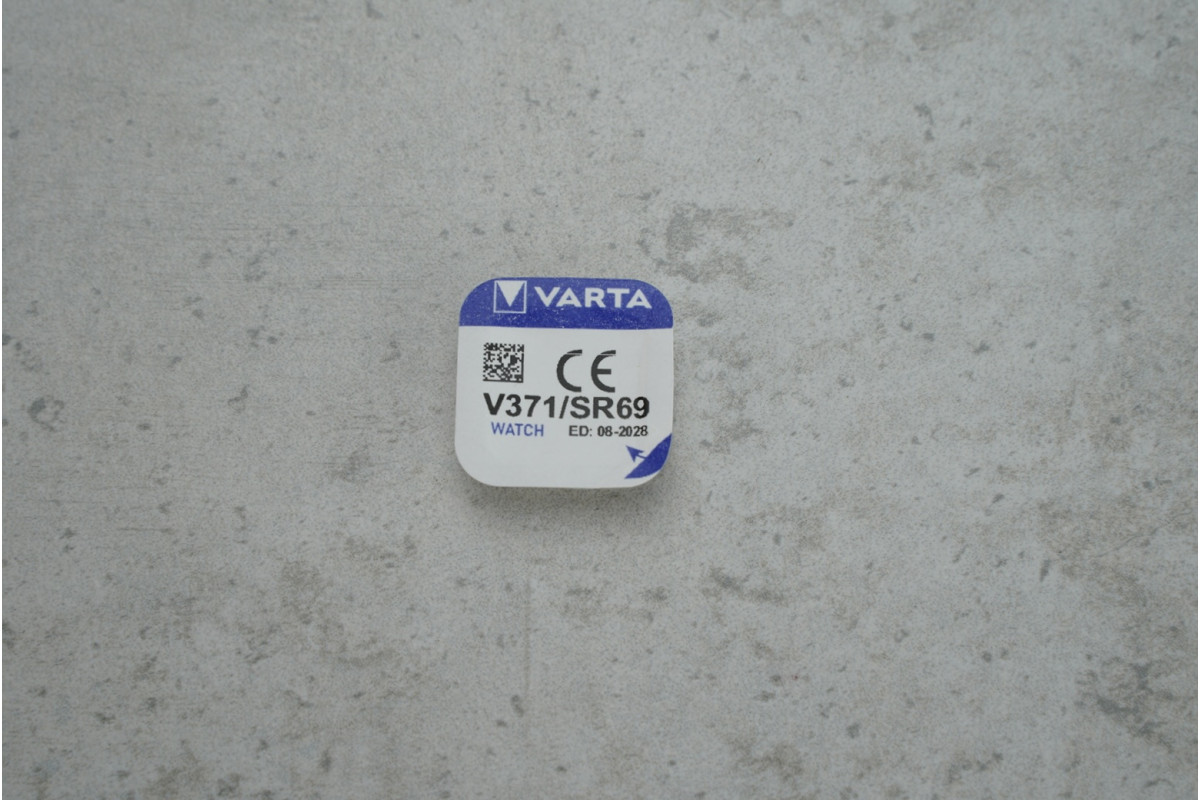 VARTA
CE
V371/SR69
WATCH ED: 08-2028